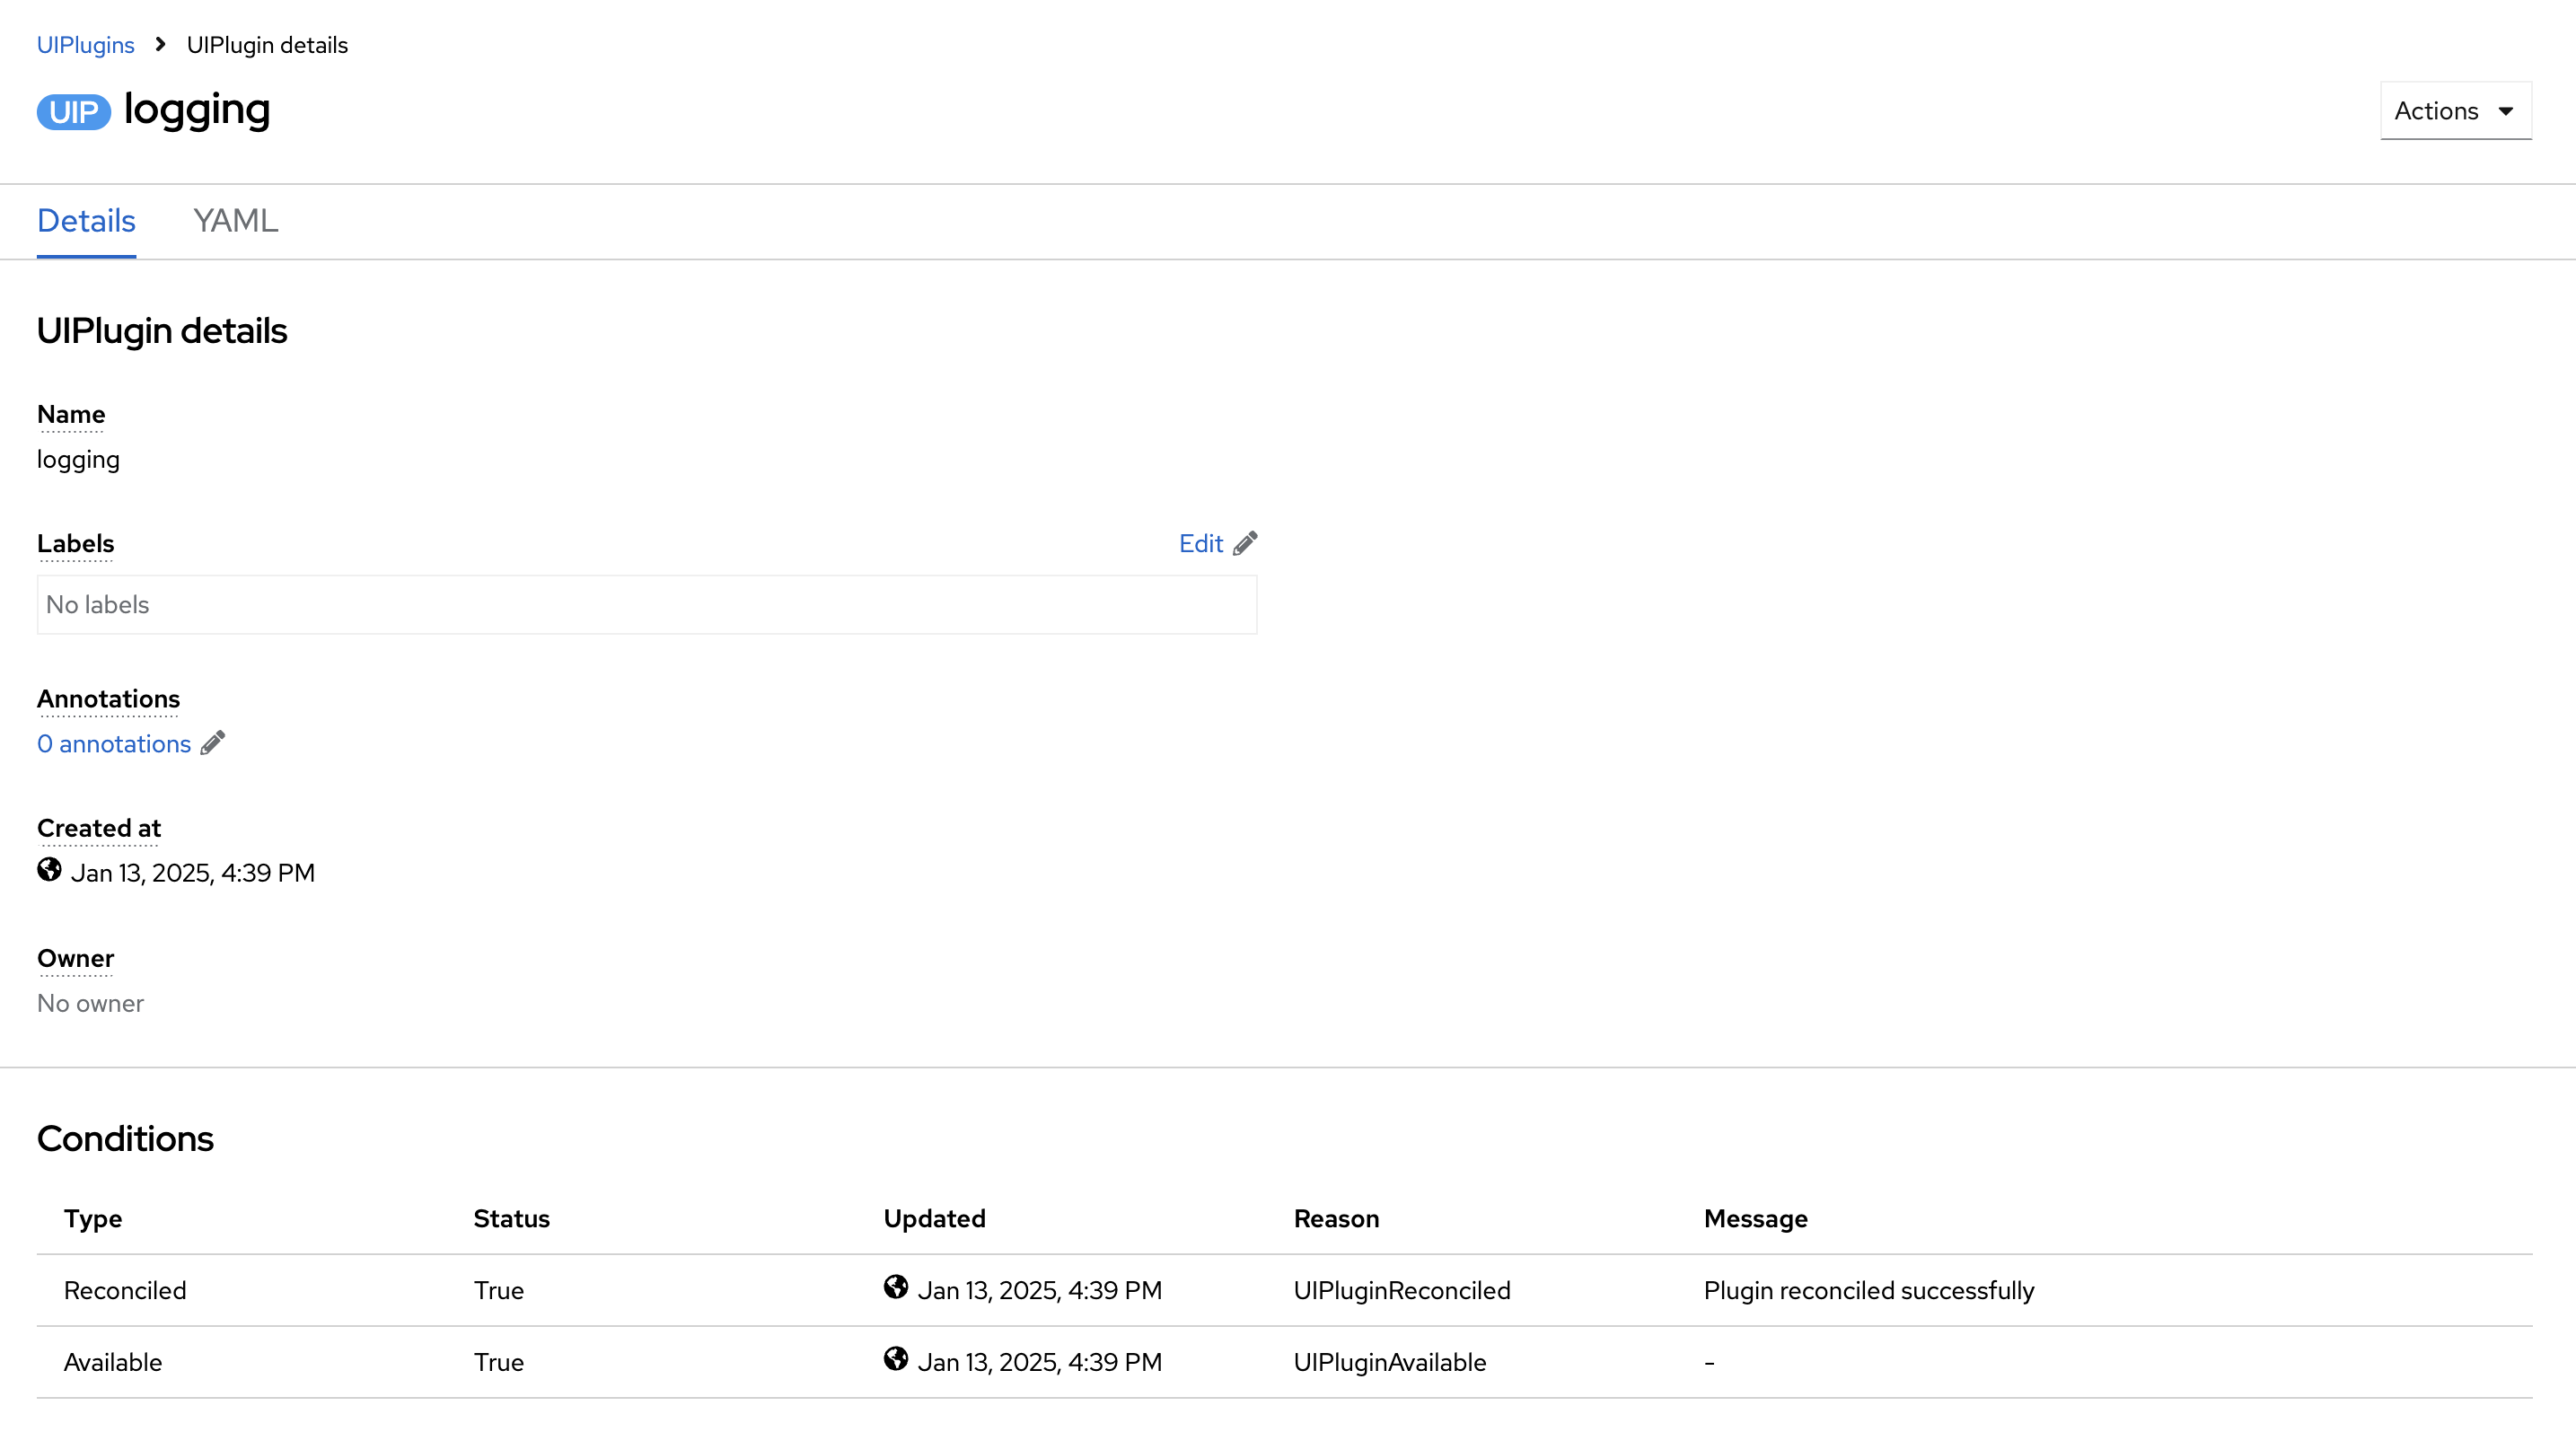 UIPlugins UIPlugin details
UIP logging
Actions
Details YAML
UIPlugin details
Name
logging
Labels Edit
No labels
Annotations
0 annotations
Created at
Jan 13, 2025, 4:39 PM
Owner
No owner
Conditions
Type Status Updated Reason Message
Reconciled True Jan 13, 2025, 4:39 PM UIPluginReconciled Plugin reconciled successfully
Available True Jan 13, 2025, 4:39 PM UIPluginAvailable -